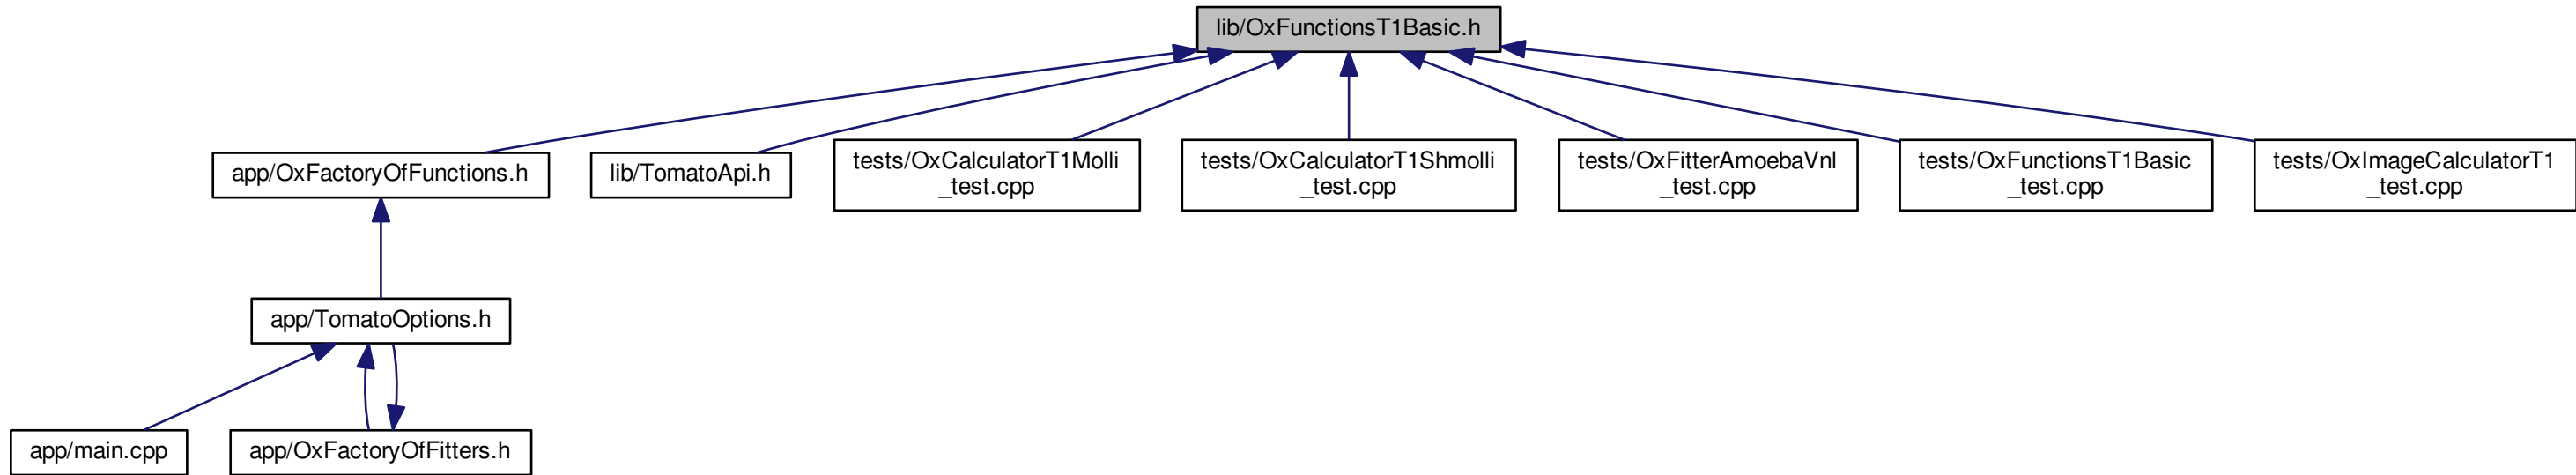 lib/OxFunctionsT1Basic.h
app/OxFactoryOfFunctions.h
lib/TomatoApi.h
tests/OxCalculatorT1Molli
_test.cpp
tests/OxCalculatorT1Shmolli
_test.cpp
tests/OxFitterAmoebaVnl
_test.cpp
tests/OxFunctionsT1Basic
_test.cpp
tests/OxImageCalculatorT1
_test.cpp
app/TomatoOptions.h
app/main.cpp
app/OxFactoryOfFitters.h